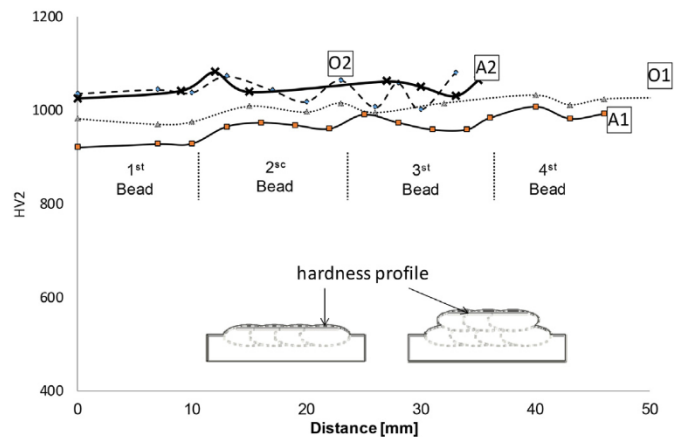 1200
1000
800
600
400
HV2
O2
A2
O1
A1
1st
Bead
2sc
Bead
3st
Bead
4st
Bead
hardness profile
0
10
20
30
40
50
Distance [mm]